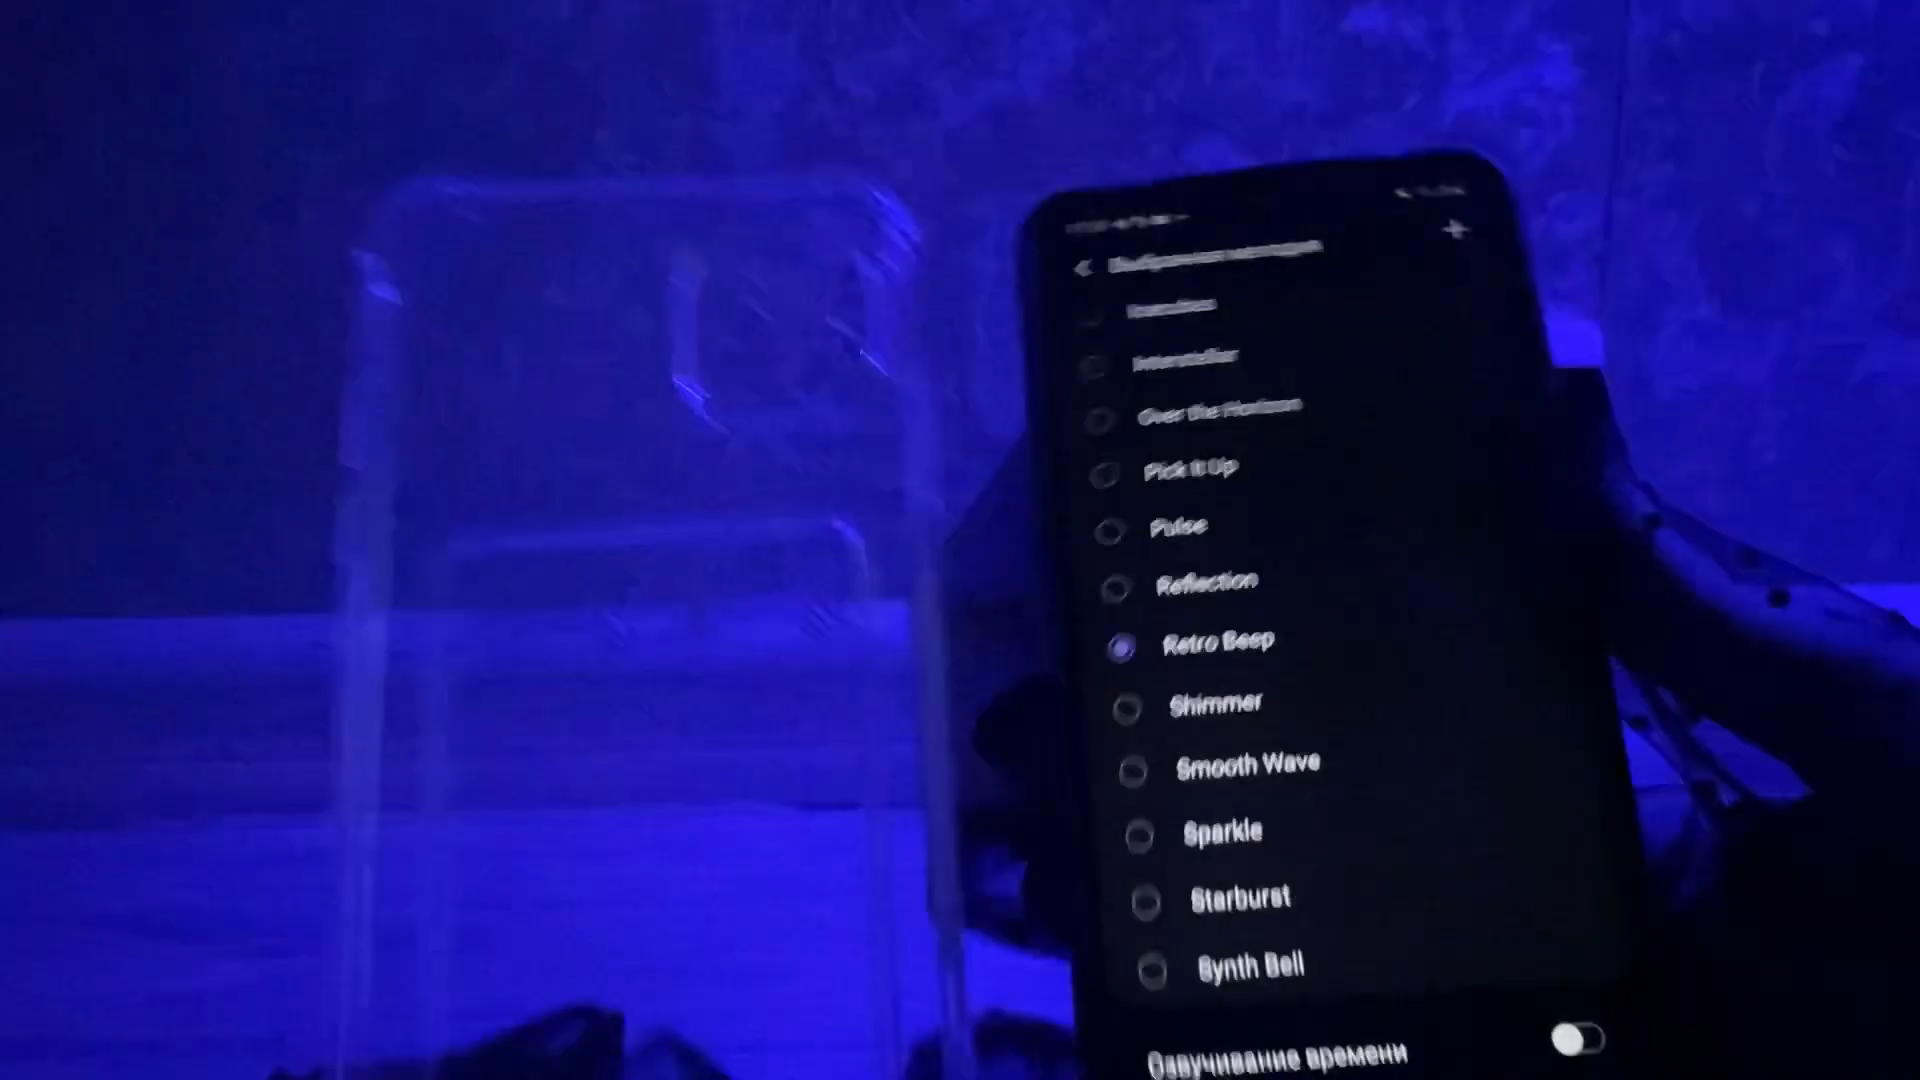 Over the Horizon
Pick It Up
Pulse
Reflection
Retro Beep
Shimmer
Smooth Wave
Sparkle
Starburst
Synth Bell
Озвучивание времени